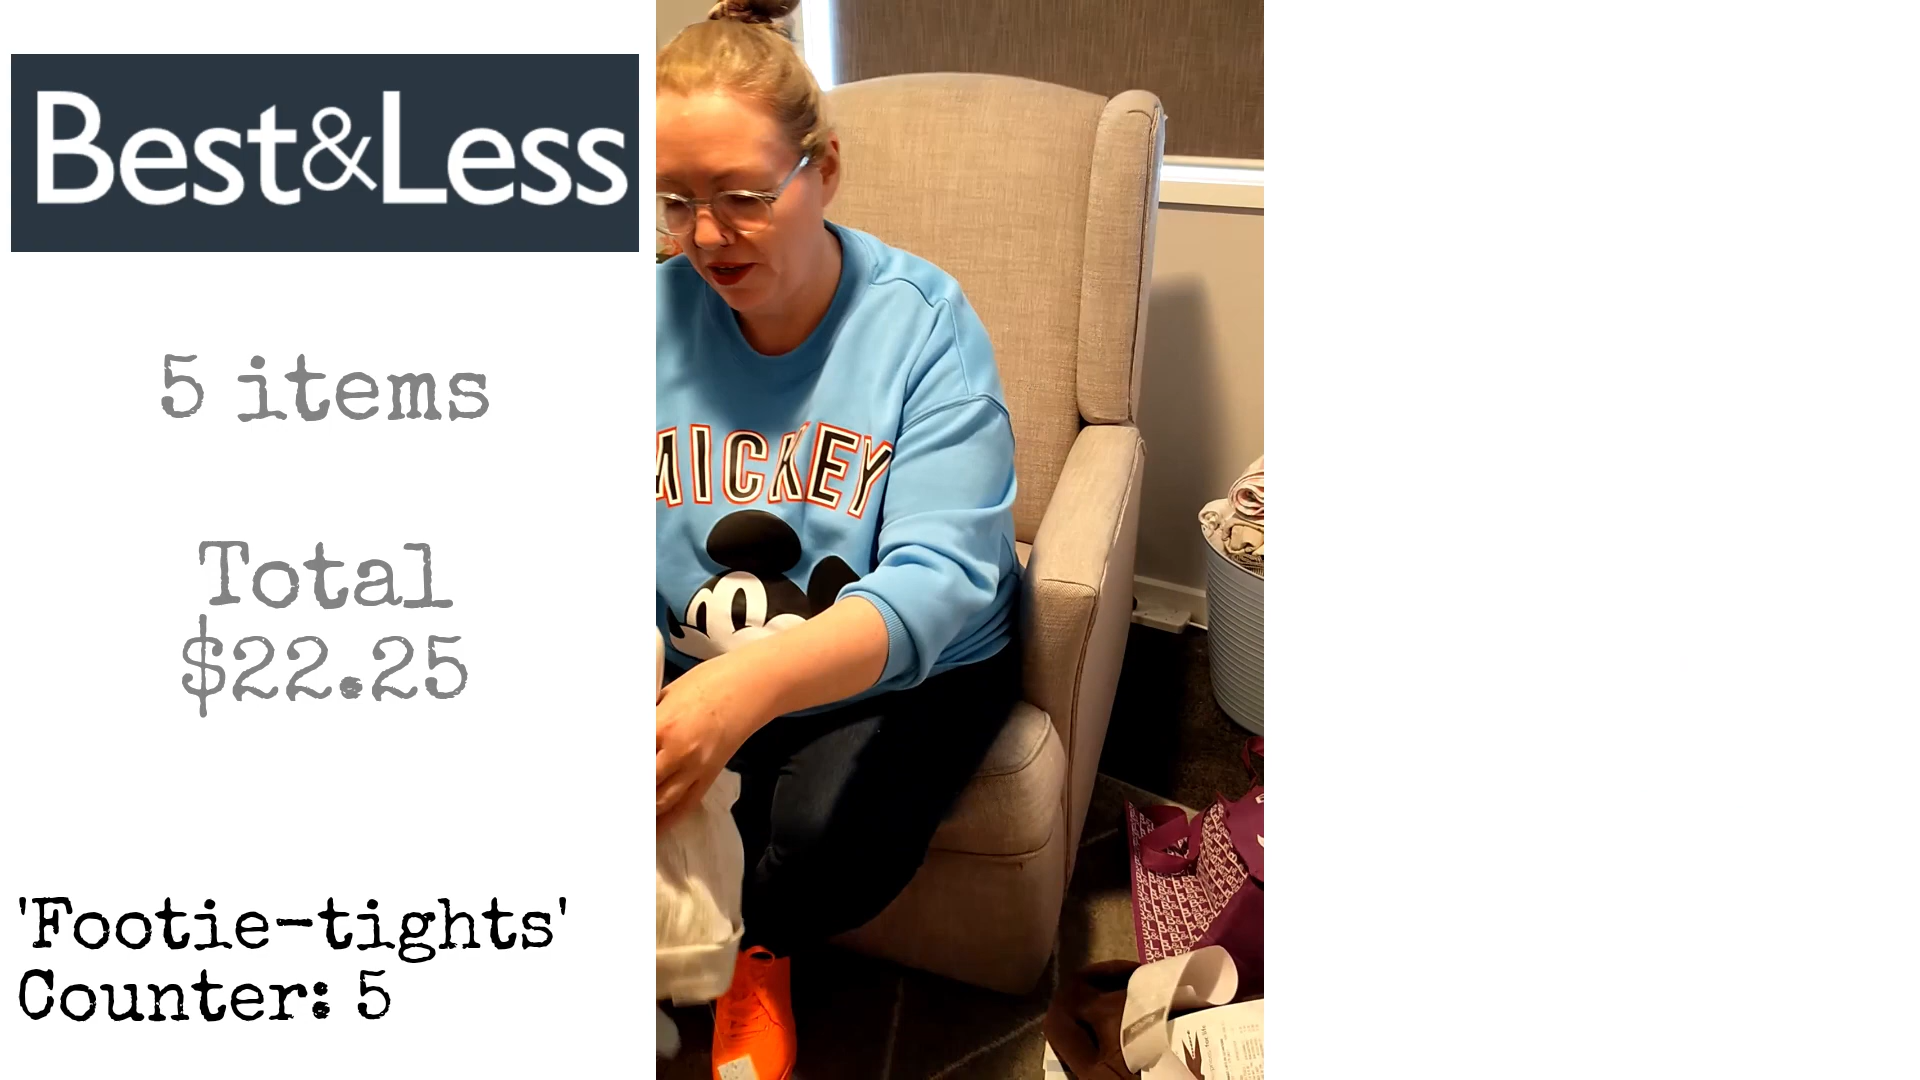 Best&Less
5 items
Total
$22.25
'Footie-tights'
Counter: 5
MICKEY